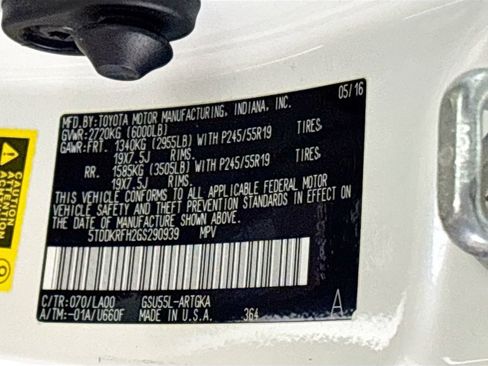 MFD.BY:TOYOTA MOTOR MANUFACTURING, INDIANA, INC. 05/16
GVWR:2720KG (6000LB)
GAWR:FRT. 1340KG (2955LB) WITH P245/55R19 TIRES
19X7.5J RIMS.
RR. 1585KG (3505LB) WITH P245/55R19 TIRES
19X7.5J RIMS.
THIS VEHICLE CONFORMS TO ALL APPLICABLE FEDERAL MOTOR
VEHICLE SAFETY AND THEFT PREVENTION STANDARDS IN EFFECT ON
THE DATE OF MANUFACTURE SHOWN ABOVE.
5TDDKRFH2GS290939 MPV
C/TR:070/LA00 GSU55L-ARTGKA
A/TM:-01A/U660F MADE IN U.S.A. 364 A
CAUTION
ATTENTION